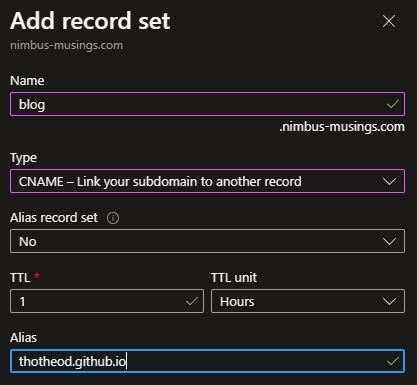 Add record set
nimbus-musings.com
Name
blog
.nimbus-musings.com
Type
CNAME – Link your subdomain to another record
Alias record set
No
TTL * TTL unit
1 Hours
Alias
thotheod.github.io